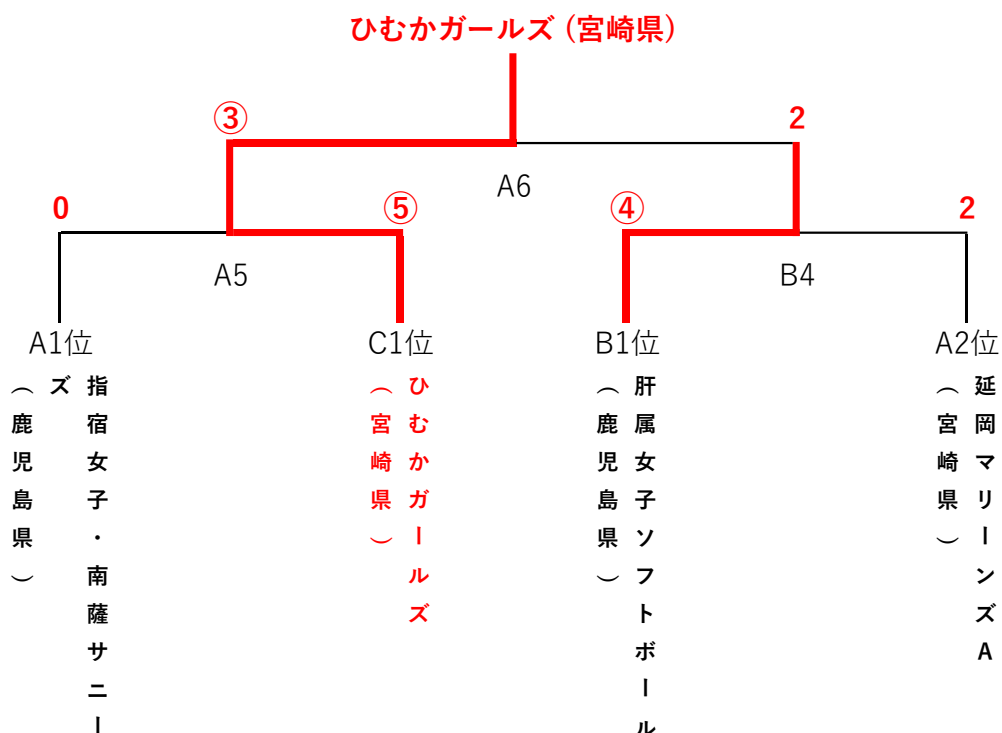 ひむかガールズ (宮崎県)
③
2
A6
0
⑤
④
2
A5
B4
A1位
C1位
B1位
A2位
指宿女子・南薩サニー
ズ
（鹿児島県）
ひむかガールズ
（宮崎県）
肝属女子ソフトボール
（鹿児島県）
延岡マリーンズA
（宮崎県）